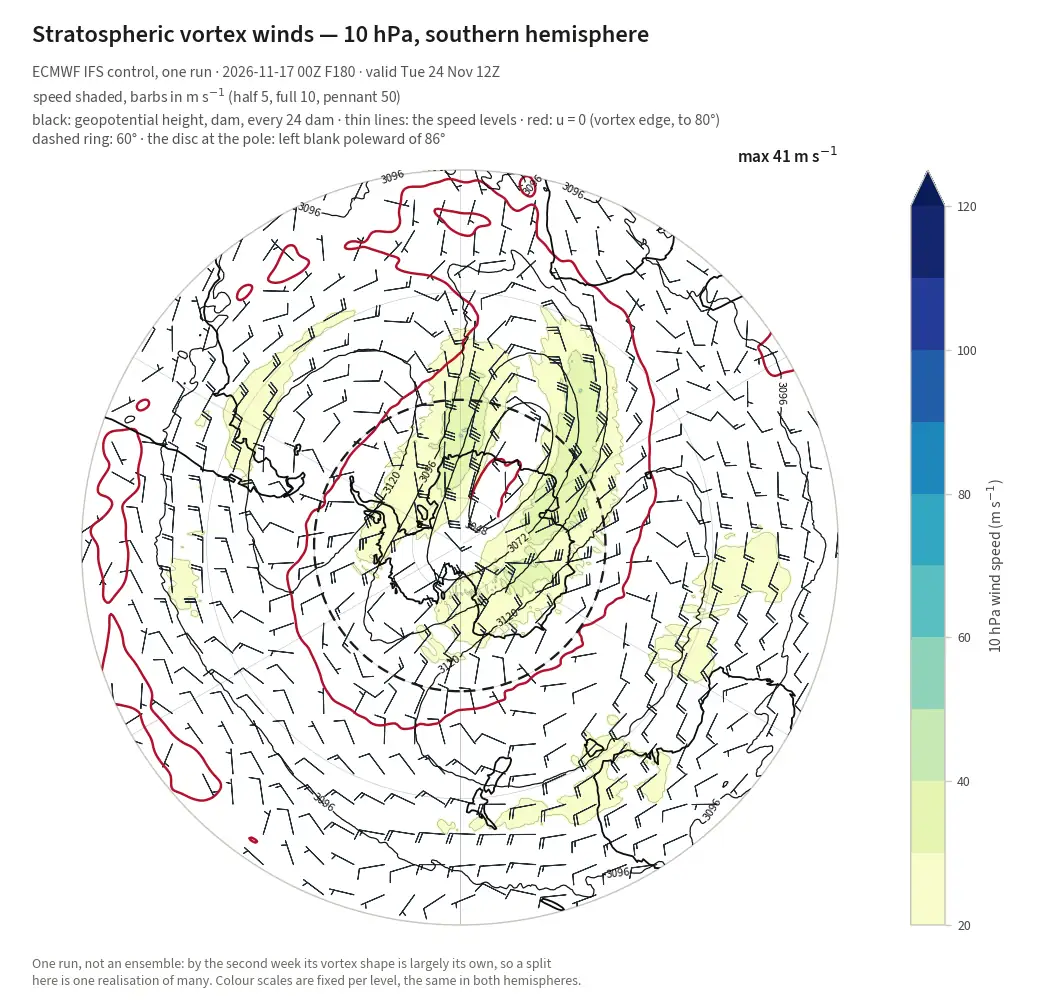 Stratospheric vortex winds — 10 hPa, southern hemisphere
ECMWF IFS control, one run · 2026-11-17 00Z F180 · valid Tue 24 Nov 12Z
speed shaded, barbs in m s−1 (half 5, full 10, pennant 50)
black: geopotential height, dam, every 24 dam · thin lines: the speed levels · red: u = 0 (vortex edge, to 80°)
dashed ring: 60° · the disc at the pole: left blank poleward of 86°
max 41 m s−1
3096
3096
3096
3096
3096
3120
3096
3048
3072
3120
3120
3096
3096
3096
120
100
80
60
40
20
10 hPa wind speed (m s−1)
One run, not an ensemble: by the second week its vortex shape is largely its own, so a split
here is one realisation of many. Colour scales are fixed per level, the same in both hemispheres.